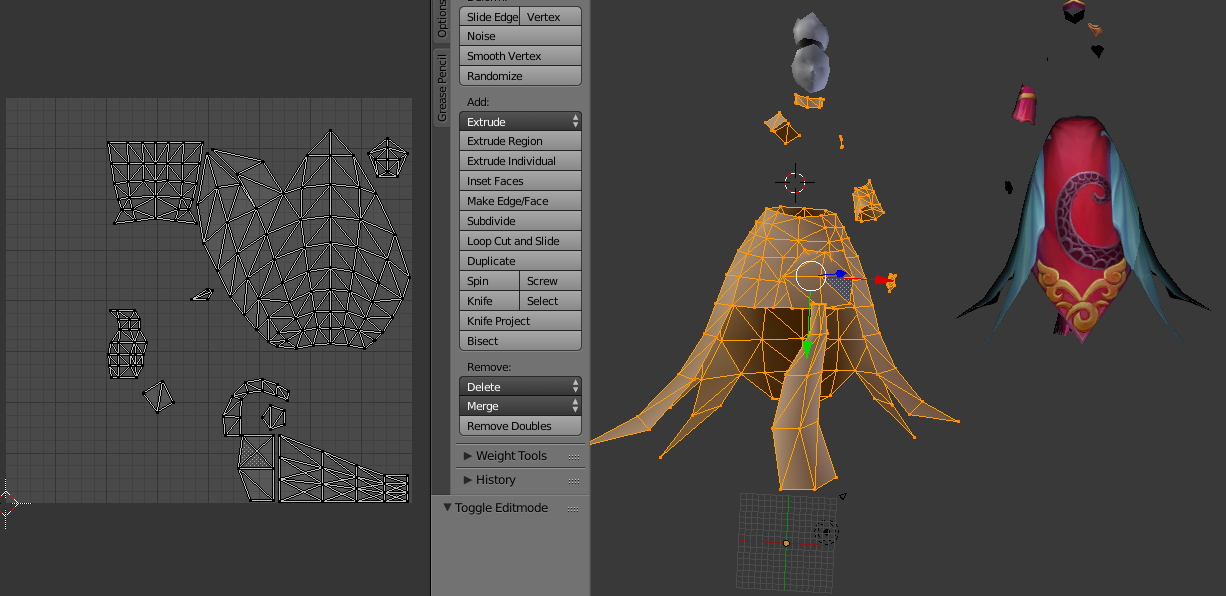 Options
Grease Pencil
Slide Edge Vertex
Noise
Smooth Vertex
Randomize
Add:
Extrude
Extrude Region
Extrude Individual
Inset Faces
Make Edge/Face
Subdivide
Loop Cut and Slide
Duplicate
Spin Screw
Knife Select
Knife Project
Bisect
Remove:
Delete
Merge
Remove Doubles
Weight Tools
History
Toggle Editmode